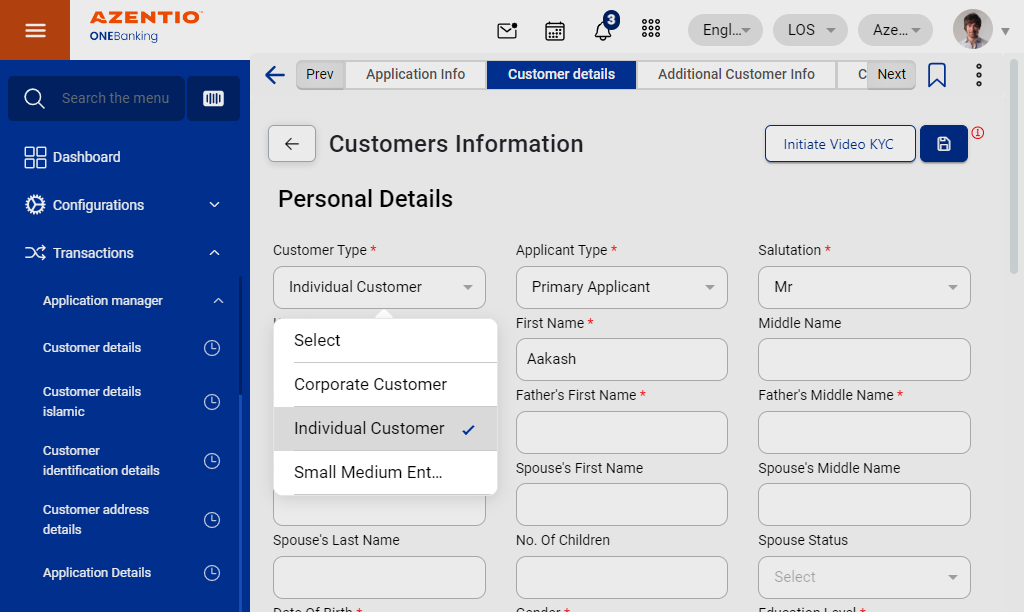 AZENTIO
ONEBanking
3
Engl...
LOS
Aze...
Search the menu
Dashboard
Configurations
Transactions
Application manager
Customer details
Customer details
islamic
Customer
identification details
Customer address
details
Application Details
Prev
Application Info
Customer details
Additional Customer Info
C
Next
Customers Information
Initiate Video KYC
Personal Details
Customer Type *
Applicant Type *
Salutation *
Individual Customer
Primary Applicant
Mr
Select
Corporate Customer
Individual Customer
Small Medium Ent...
First Name *
Middle Name
Aakash
Father's First Name *
Father's Middle Name *
Spouse's First Name
Spouse's Middle Name
Spouse's Last Name
No. Of Children
Spouse Status
Select
Date Of Birth *
Gender *
Education Level *